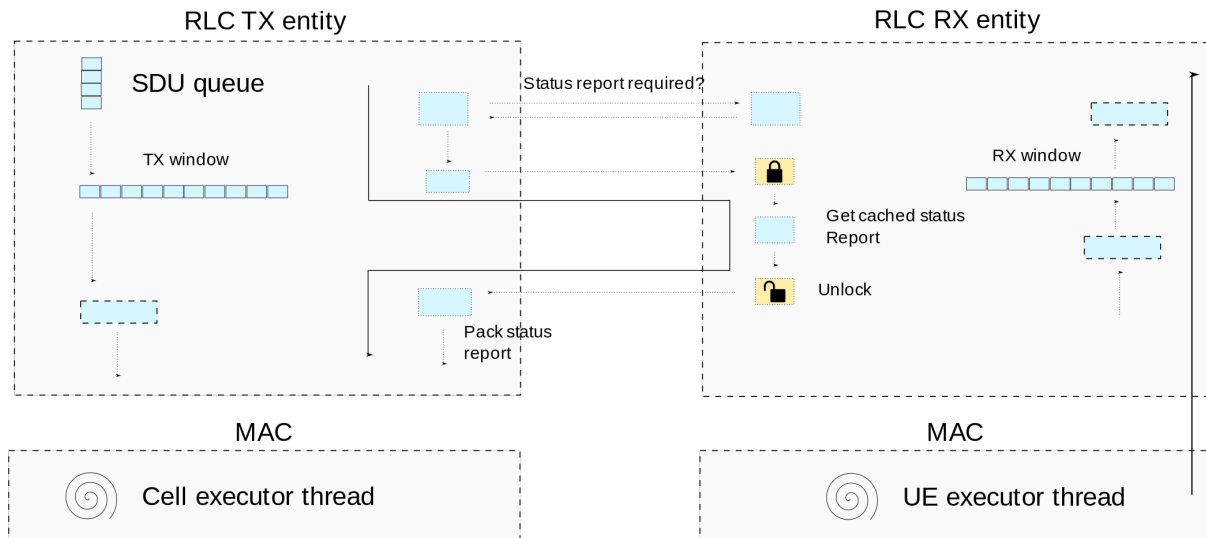 RLC TX entity
RLC RX entity
SDU queue
Status report required?
TX window
RX window
Get cached status
Report
Unlock
Pack status
report
MAC
MAC
Cell executor thread
UE executor thread